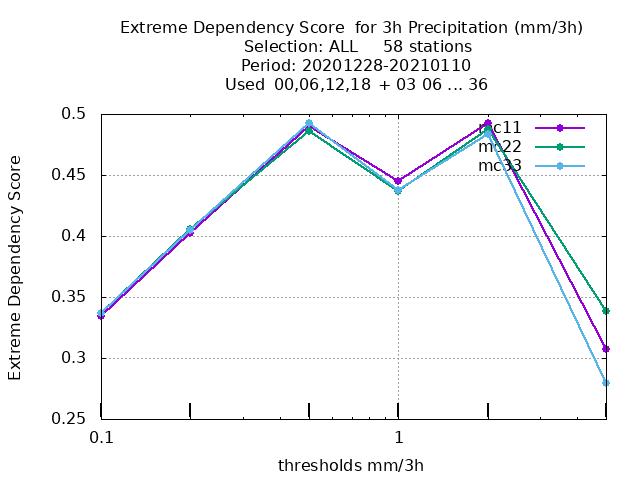 Extreme Dependency Score for 3h Precipitation (mm/3h)
Selection: ALL 58 stations
Period: 20201228-20210110
Used 00,06,12,18 + 03 06 ... 36
mc11
mc22
mc33
0.5
0.45
0.4
0.35
0.3
0.25
Extreme Dependency Score
0.1 1
thresholds mm/3h